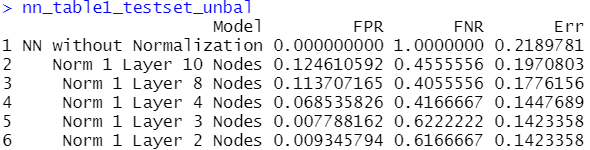 > nn_table1_testset_unbal
Model FPR FNR Err
1 NN without Normalization 0.000000000 1.0000000 0.2189781
2 Norm 1 Layer 10 Nodes 0.124610592 0.4555556 0.1970803
3 Norm 1 Layer 8 Nodes 0.113707165 0.4055556 0.1776156
4 Norm 1 Layer 4 Nodes 0.068535826 0.4166667 0.1447689
5 Norm 1 Layer 3 Nodes 0.007788162 0.6222222 0.1423358
6 Norm 1 Layer 2 Nodes 0.009345794 0.6166667 0.1423358